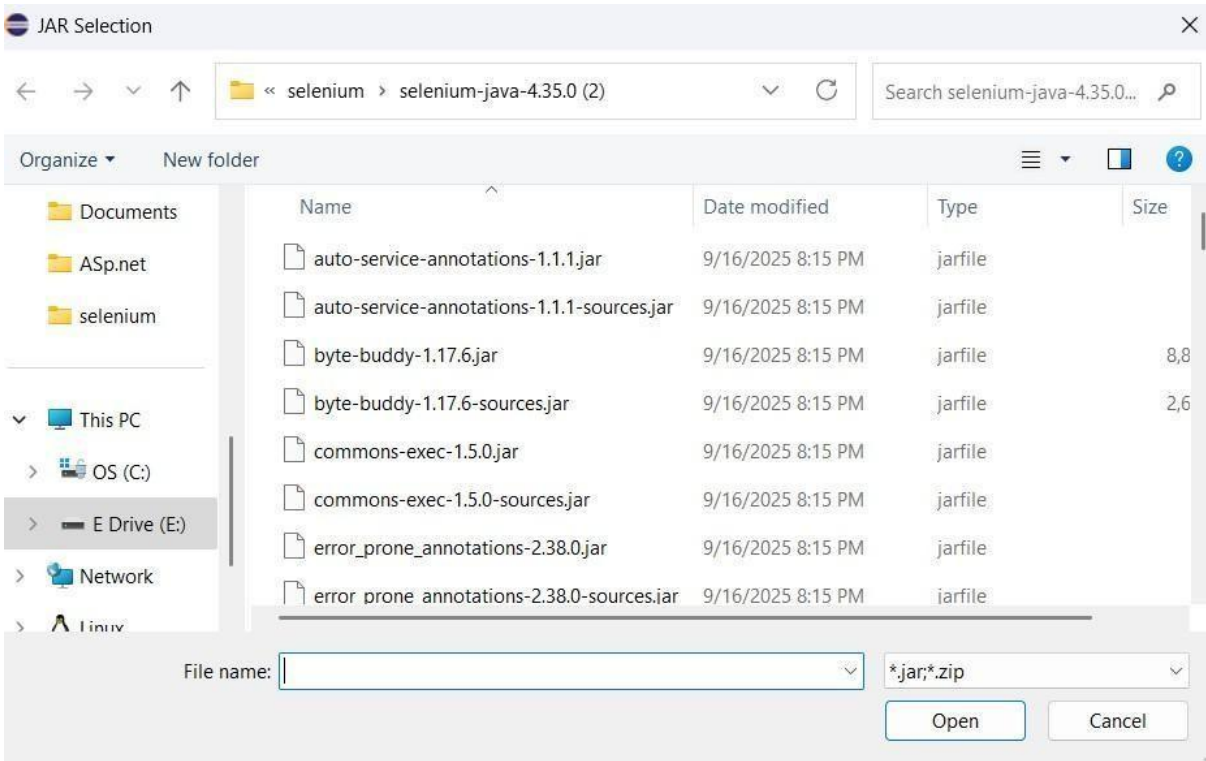 JAR Selection
« selenium > selenium-java-4.35.0 (2)
Search selenium-java-4.35.0...
Organize New folder
Documents
ASp.net
selenium
This PC
OS (C:)
E Drive (E:)
Network
Linux
Name Date modified Type Size
auto-service-annotations-1.1.1.jar 9/16/2025 8:15 PM jarfile
auto-service-annotations-1.1.1-sources.jar 9/16/2025 8:15 PM jarfile
byte-buddy-1.17.6.jar 9/16/2025 8:15 PM jarfile 8,8
byte-buddy-1.17.6-sources.jar 9/16/2025 8:15 PM jarfile 2,6
commons-exec-1.5.0.jar 9/16/2025 8:15 PM jarfile
commons-exec-1.5.0-sources.jar 9/16/2025 8:15 PM jarfile
error_prone_annotations-2.38.0.jar 9/16/2025 8:15 PM jarfile
error_prone_annotations-2.38.0-sources.jar 9/16/2025 8:15 PM jarfile
File name:
*.jar;*.zip
Open Cancel